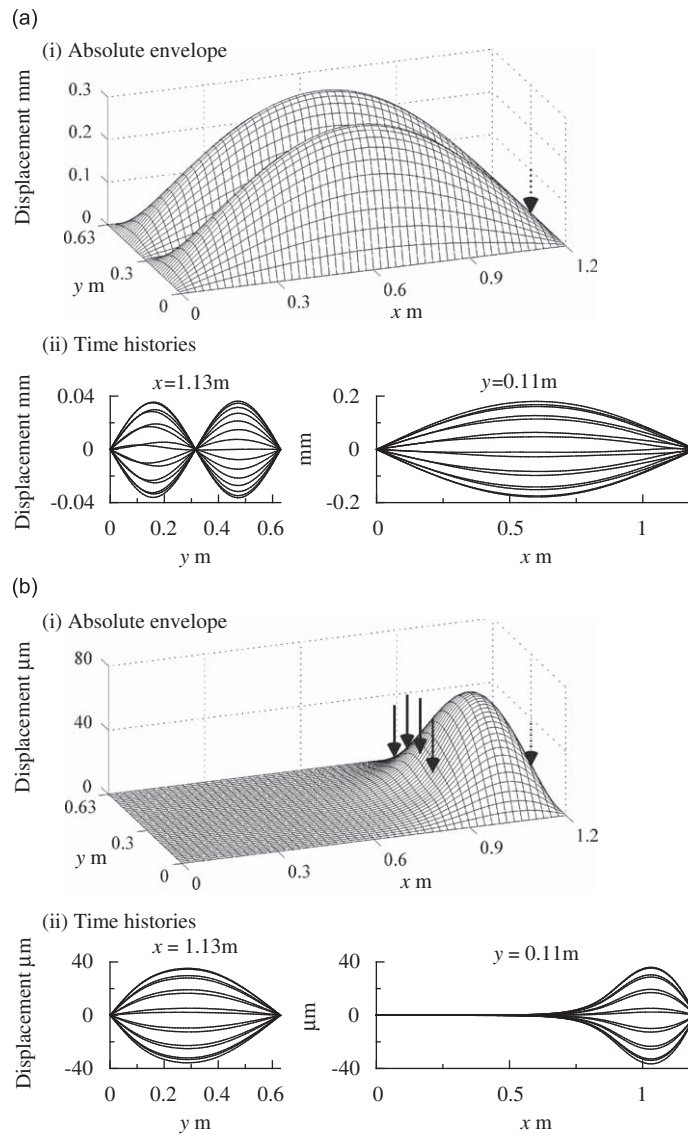 (a)
(i) Absolute envelope
Displacement mm
0.3
0.2
0.1
0
0.63
0.3
0
y m
0
0.3
0.6
0.9
1.2
x m
(ii) Time histories
x=1.13m
Displacement mm
0.04
0
-0.04
0
0.2
0.4
0.6
y m
y=0.11m
mm
0.2
0
-0.2
0
0.5
1
x m
(b)
(i) Absolute envelope
Displacement μm
80
40
0
0.63
0.3
0
y m
0
0.3
0.6
0.9
1.2
x m
(ii) Time histories
x = 1.13m
Displacement μm
40
0
-40
0
0.2
0.4
0.6
y m
y = 0.11m
μm
40
0
-40
0
0.5
1
x m